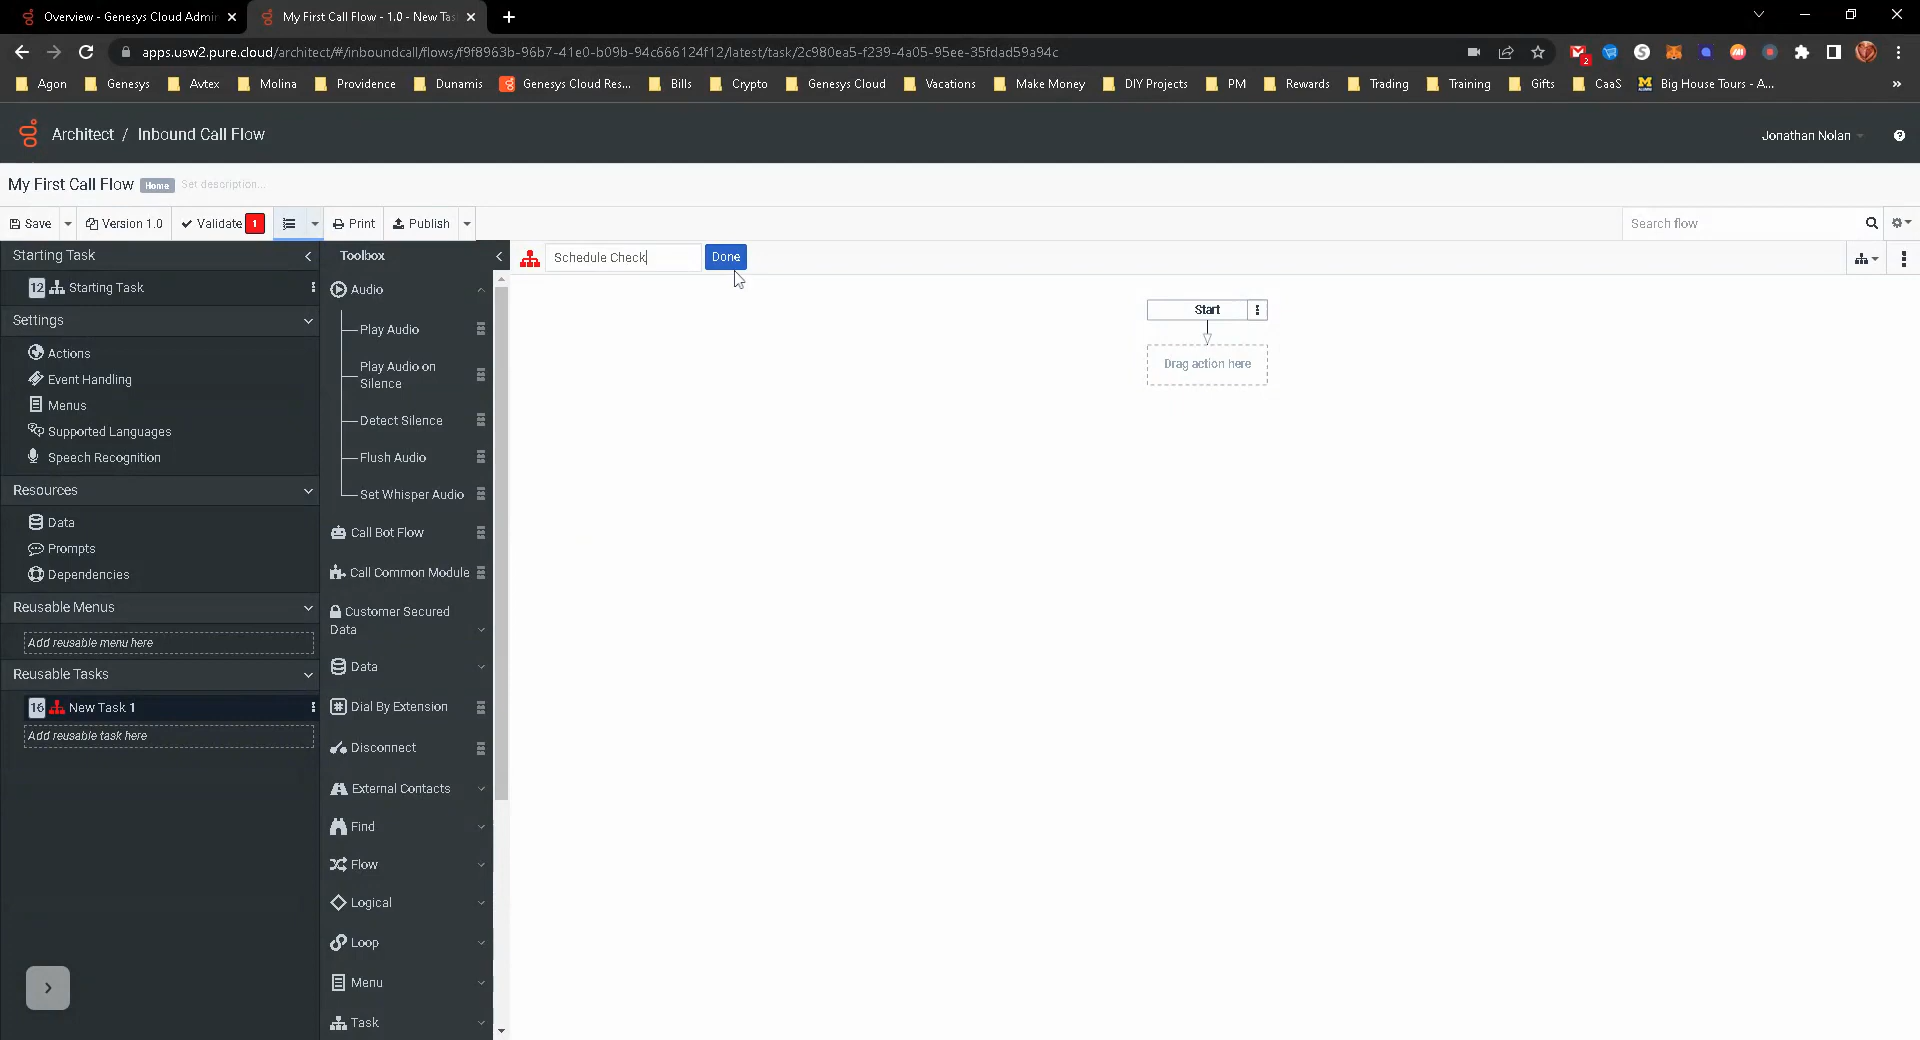 Overview - Genesys Cloud Admin
My First Call Flow - 1.0 - New Tas
apps.usw2.pure.cloud/architect/#/inboundcall/flows/f9f8963b-96b7-41e0-b09b-94c666124f12/latest/task/2c980ea5-f239-4a05-95ee-35fdad59a94c
2
Agon
Genesys
Avtex
Molina
Providence
Dunamis
Genesys Cloud Res...
Bills
Crypto
Genesys Cloud
Vacations
Make Money
DIY Projects
PM
Rewards
Trading
Training
Gifts
CaaS
Big House Tours - A...
»
Architect / Inbound Call Flow
Jonathan Nolan
My First Call Flow Home Set description...
Save
Version 1.0
Validate 1
Print
Publish
Search flow
Starting Task
12 Starting Task
Settings
Actions
Event Handling
Menus
Supported Languages
Speech Recognition
Resources
Data
Prompts
Dependencies
Reusable Menus
Add reusable menu here
Reusable Tasks
16 New Task 1
Add reusable task here
Toolbox
Audio
Play Audio
Play Audio on
Silence
Detect Silence
Flush Audio
Set Whisper Audio
Call Bot Flow
Call Common Module
Customer Secured
Data
Data
Dial By Extension
Disconnect
External Contacts
Find
Flow
Logical
Loop
Menu
Task
Schedule Check
Done
Start
Drag action here